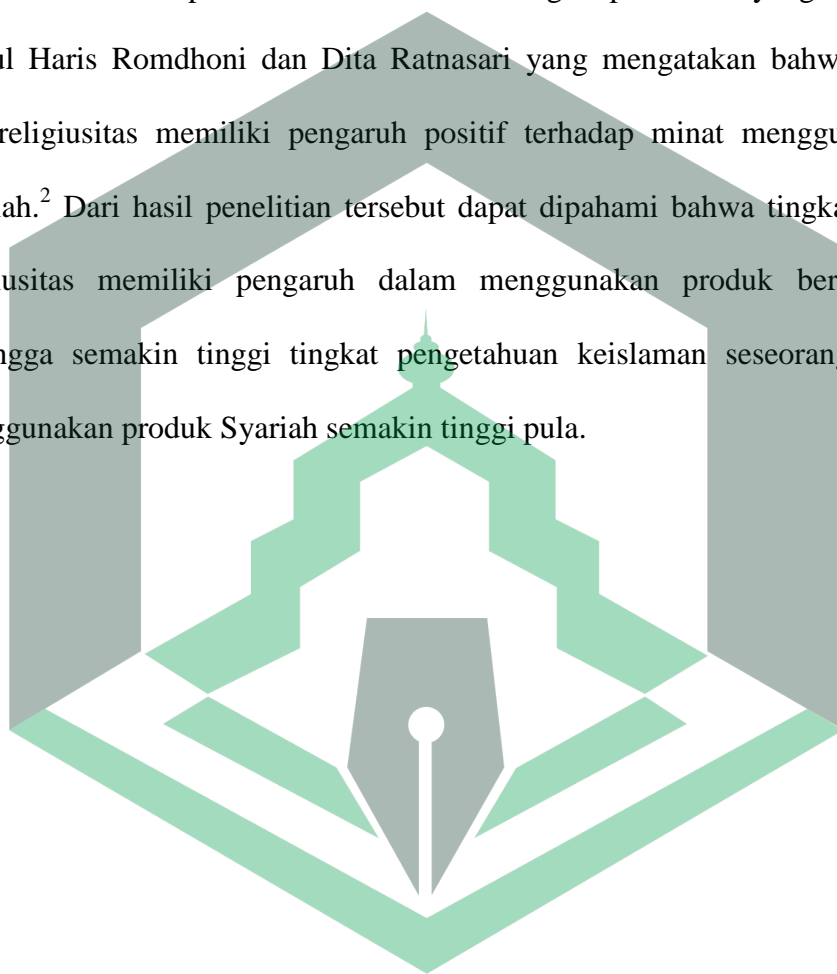 yang
ul Haris Romdhoni dan Dita Ratnasari yang mengatakan bahw
religiusitas memiliki pengaruh positif terhadap minat menggu
ah.² Dari hasil penelitian tersebut dapat dipahami bahwa tingka
usitas memiliki pengaruh dalam menggunakan produk ber
ngga semakin tinggi tingkat pengetahuan keislaman seseorang
ggunakan produk Syariah semakin tinggi pula.